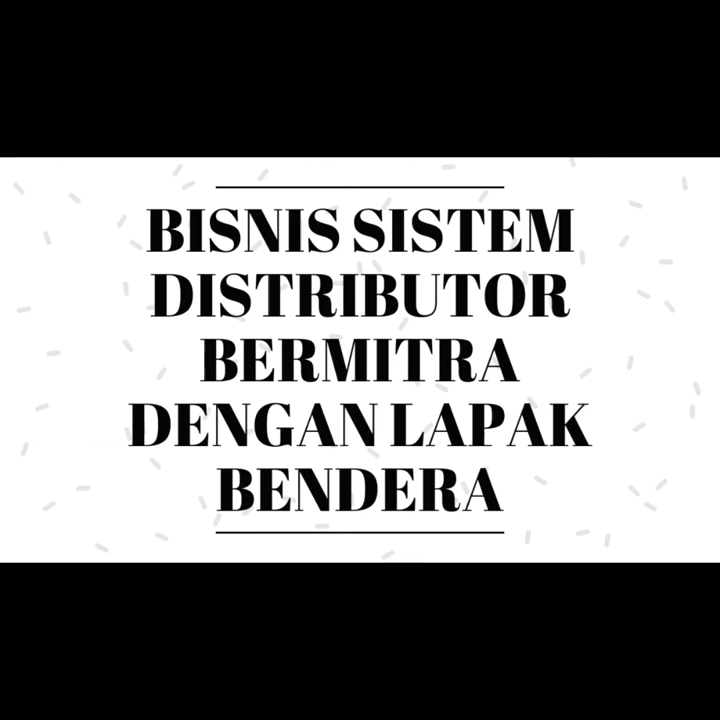 BISNIS SISTEM
DISTRIBUTOR
BERMITRA
DENGAN LAPAK
BENDERA